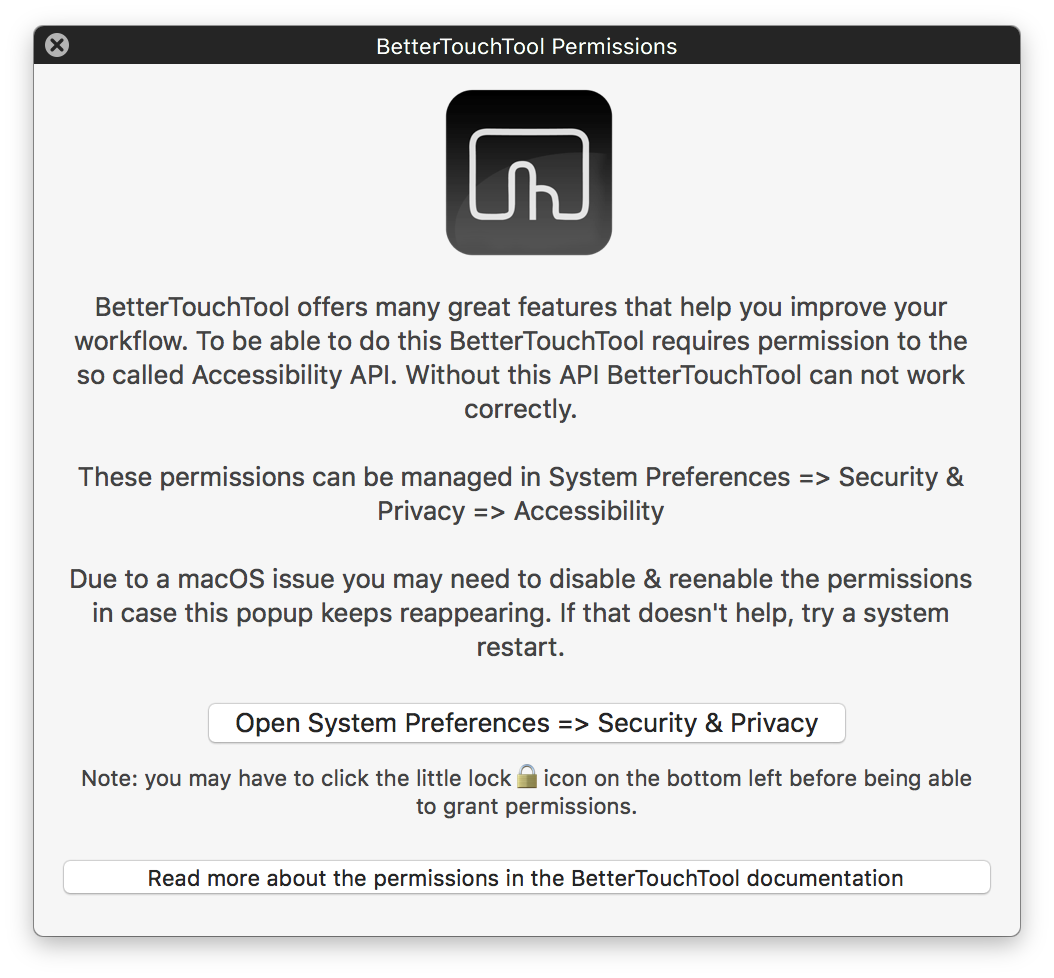 BetterTouchTool Permissions
BetterTouchTool offers many great features that help you improve your
workflow. To be able to do this BetterTouchTool requires permission to the
so called Accessibility API. Without this API BetterTouchTool can not work
correctly.
These permissions can be managed in System Preferences => Security &
Privacy => Accessibility
Due to a macOS issue you may need to disable & reenable the permissions
in case this popup keeps reappearing. If that doesn't help, try a system
restart.
Open System Preferences => Security & Privacy
Note: you may have to click the little lock🔒 icon on the bottom left before being able
to grant permissions.
Read more about the permissions in the BetterTouchTool documentation